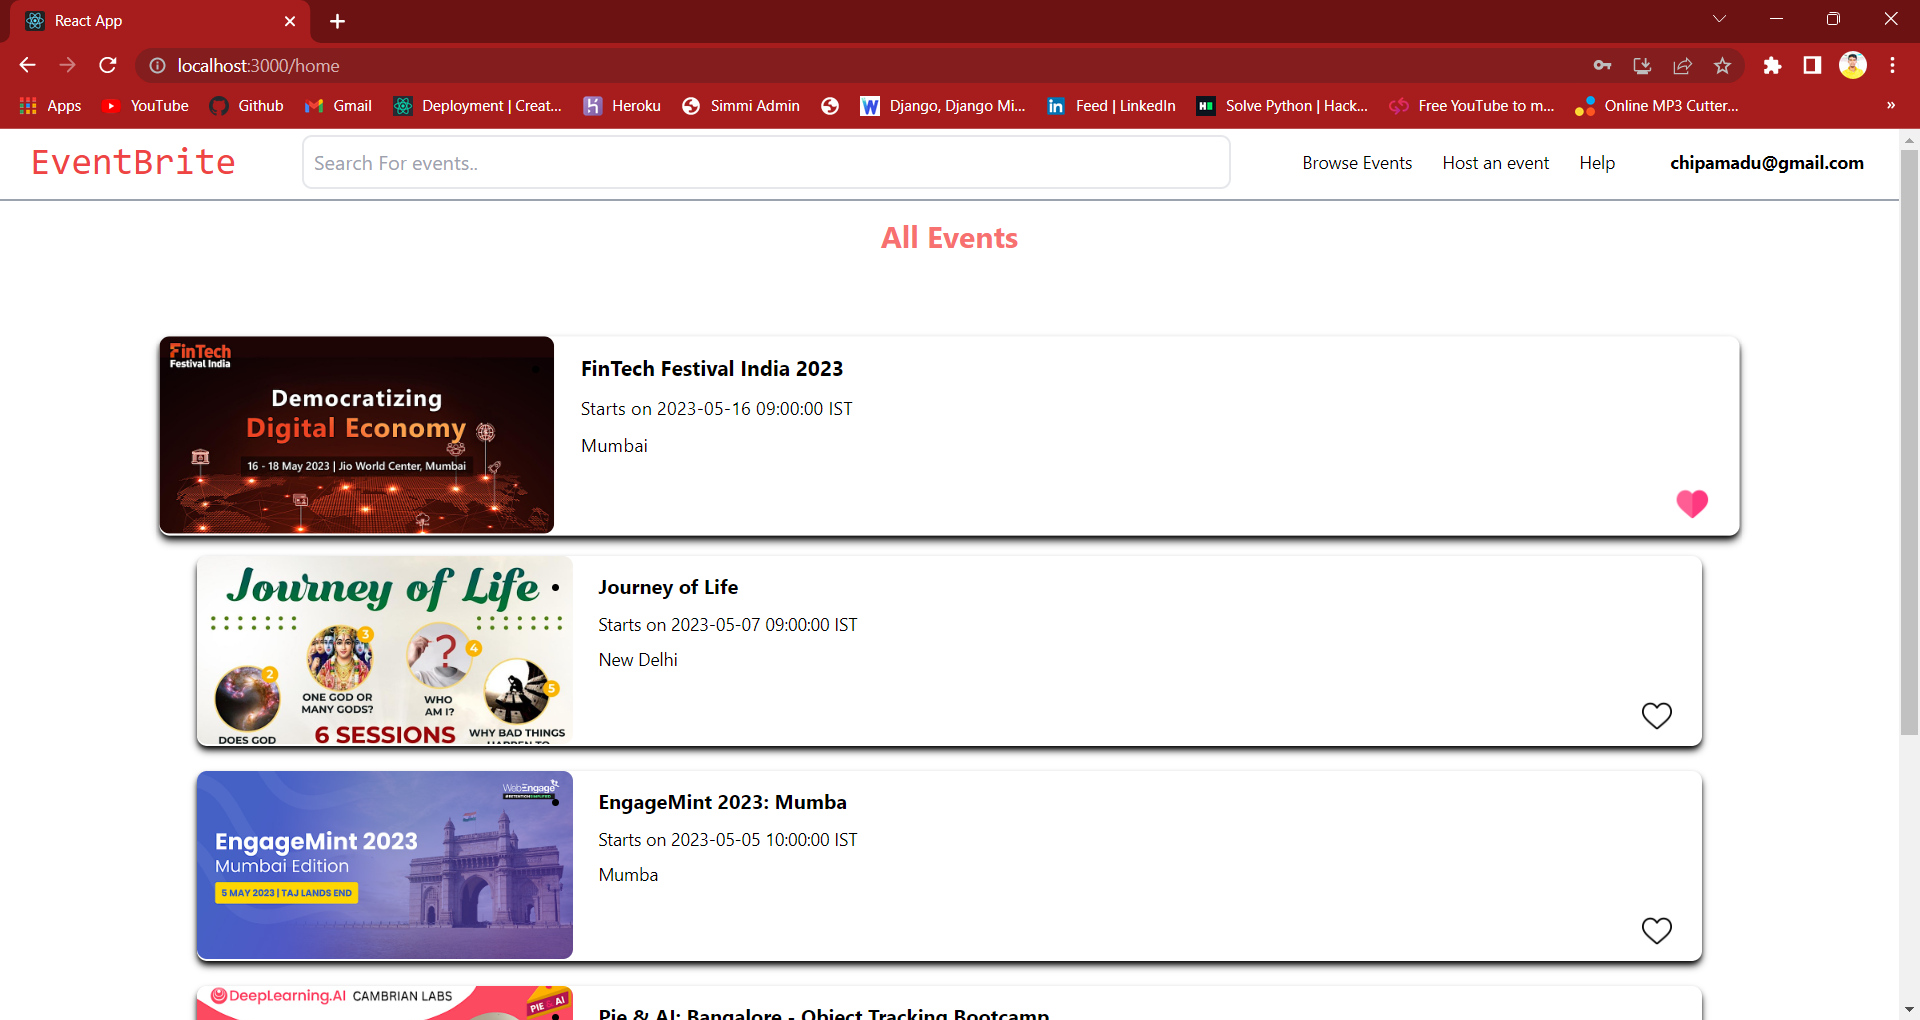 React App
localhost:3000/home
Apps YouTube Github Gmail Deployment | Creat... Heroku Simmi Admin Django, Django Mi... Feed | LinkedIn Solve Python | Hack... Free YouTube to m... Online MP3 Cutter... »
EventBrite
Search For events..
Browse Events Host an event Help chipamadu@gmail.com
All Events
FinTech
Festival India
Democratizing
Digital Economy
16 - 18 May 2023 | Jio World Center, Mumbai
FinTech Festival India 2023
Starts on 2023-05-16 09:00:00 IST
Mumbai
Journey of Life
2
3
4
5
ONE GOD OR
MANY GODS?
WHO
AM I?
DOES GOD
6 SESSIONS
WHY BAD THINGS
HAPPEN TO
Journey of Life
Starts on 2023-05-07 09:00:00 IST
New Delhi
WebEngage
EngageMint 2023
Mumbai Edition
5 MAY 2023 | TAJ LANDS END
EngageMint 2023: Mumba
Starts on 2023-05-05 10:00:00 IST
Mumba
DeepLearning.AI CAMBRIAN LABS
PIE & AI
Pie & AI: Bangalore - Object Tracking Bootcamp